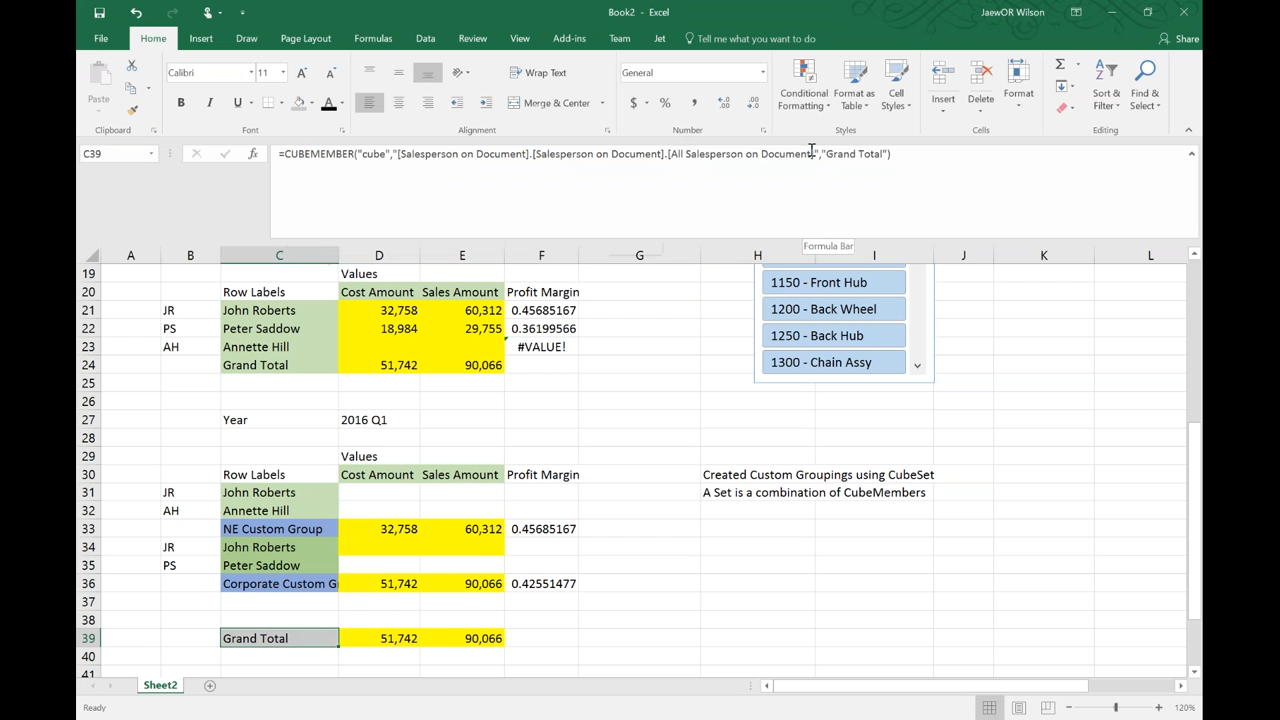 Book2 - Excel
JaewOR Wilson
File Home Insert Draw Page Layout Formulas Data Review View Add-ins Team Jet Tell me what you want to do Share
Calibri 11 Wrap Text General
Paste B I U Merge & Center $ % , Conditional Formatting Format as Table Cell Styles Insert Delete Format Sort & Filter Find & Select
Clipboard Font Alignment Number Styles Cells Editing
C39 fx =CUBEMEMBER("cube","[Salesperson on Document].[Salesperson on Document].[All Salesperson on Document]","Grand Total")
Formula Bar
A B C D E F G H I J K L
19 Values
20 Row Labels Cost Amount Sales Amount Profit Margin 1150 - Front Hub
21 JR John Roberts 32,758 60,312 0.45685167 1200 - Back Wheel
22 PS Peter Saddow 18,984 29,755 0.36199566
23 AH Annette Hill #VALUE! 1250 - Back Hub
24 Grand Total 51,742 90,066 1300 - Chain Assy
25
26
27 Year 2016 Q1
28
29 Values
30 Row Labels Cost Amount Sales Amount Profit Margin Created Custom Groupings using CubeSet
31 JR John Roberts A Set is a combination of CubeMembers
32 AH Annette Hill
33 NE Custom Group 32,758 60,312 0.45685167
34 JR John Roberts
35 PS Peter Saddow
36 Corporate Custom G 51,742 90,066 0.42551477
37
38
39 Grand Total 51,742 90,066
40
41
Sheet2
Ready 120%